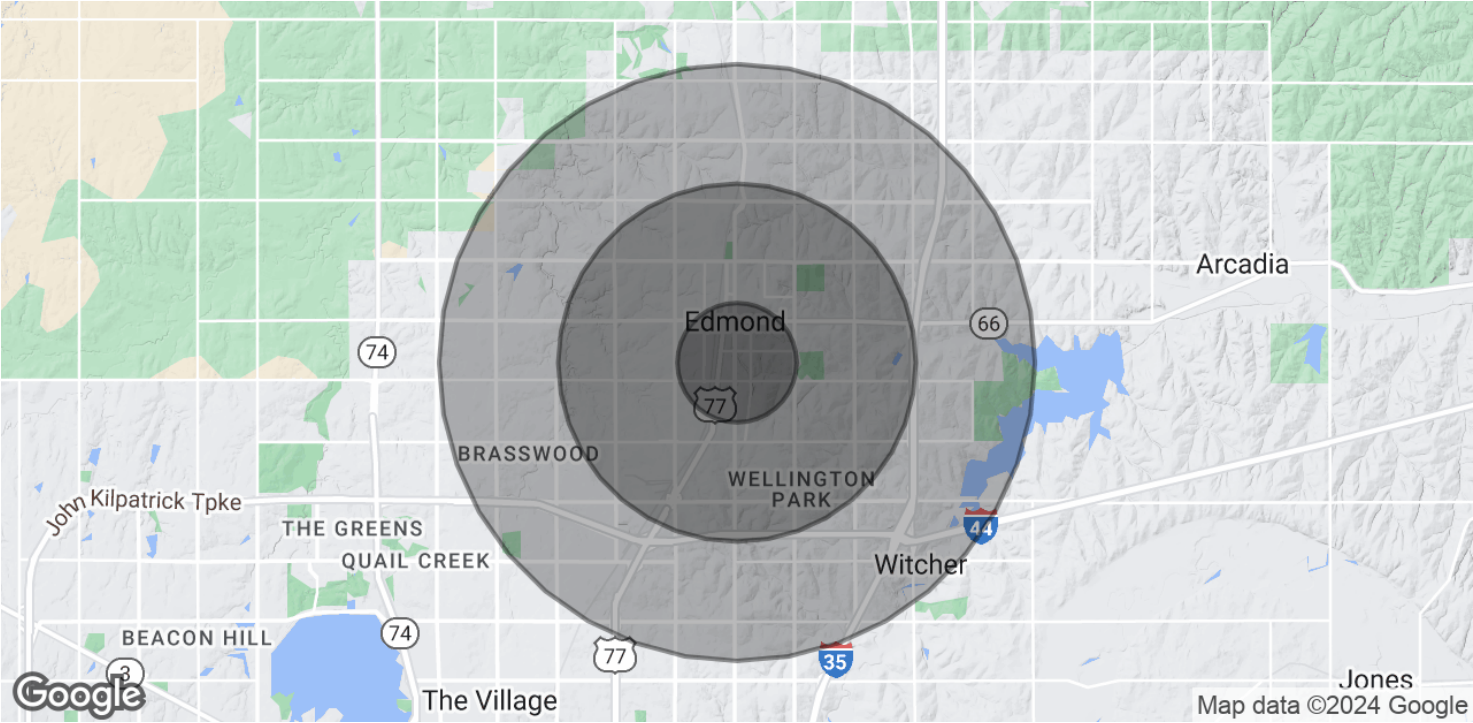 Arcadia
Edmond
66
74
77
BRASSWOOD
WELLINGTON
PARK
John Kilpatrick Tpke
THE GREENS
44
QUAIL CREEK
Witcher
BEACON HILL
74
77
35
3
Google
The Village
Jones
Map data ©2024 Google